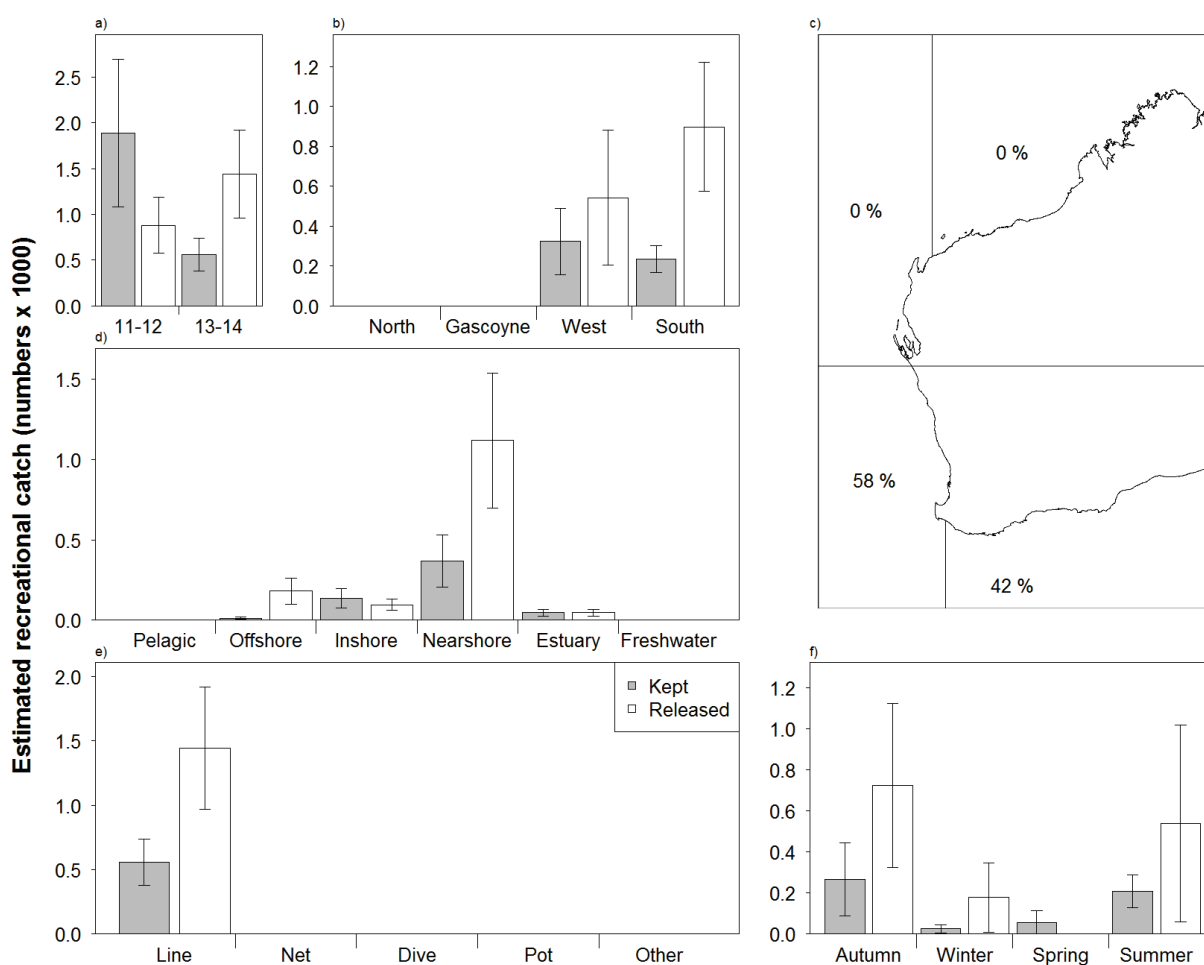 Estimated recreational catch (numbers x 1000)
a)
2.5
2.0
1.5
1.0
0.5
0.0
11-12 13-14
b)
1.2
1.0
0.8
0.6
0.4
0.2
0.0
North Gascoyne West South
c)
0 %
0 %
58 %
42 %
d)
1.5
1.0
0.5
0.0
Pelagic Offshore Inshore Nearshore Estuary Freshwater
e)
2.0
1.5
1.0
0.5
0.0
Kept
Released
Line Net Dive Pot Other
f)
1.2
1.0
0.8
0.6
0.4
0.2
0.0
Autumn Winter Spring Summer